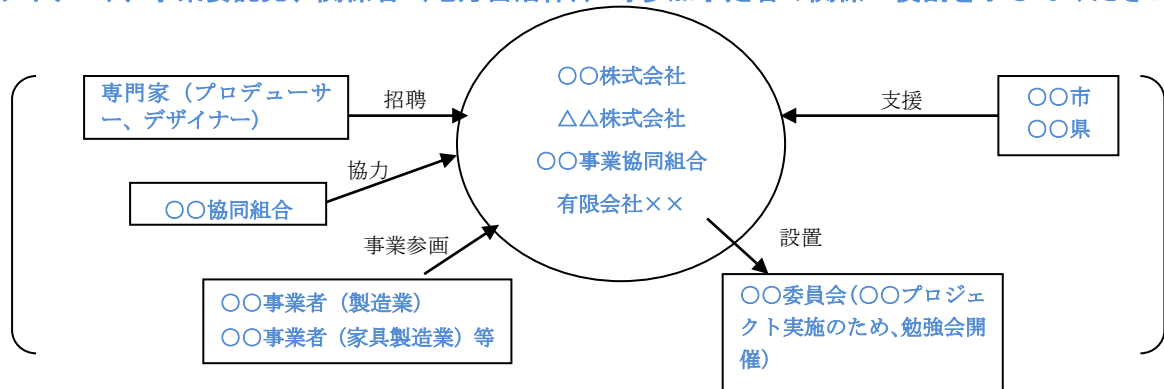 専門家（プロデューサ
ー、デザイナー）
招聘
〇〇株式会社
△△株式会社
〇〇事業協同組合
有限会社××
支援
〇〇市
〇〇県
協力
〇〇協同組合
事業参画
設置
〇〇事業者（製造業）
〇〇事業者（家具製造業）等
〇〇委員会（〇〇プロジェ
クト実施のため、勉強会開
催）